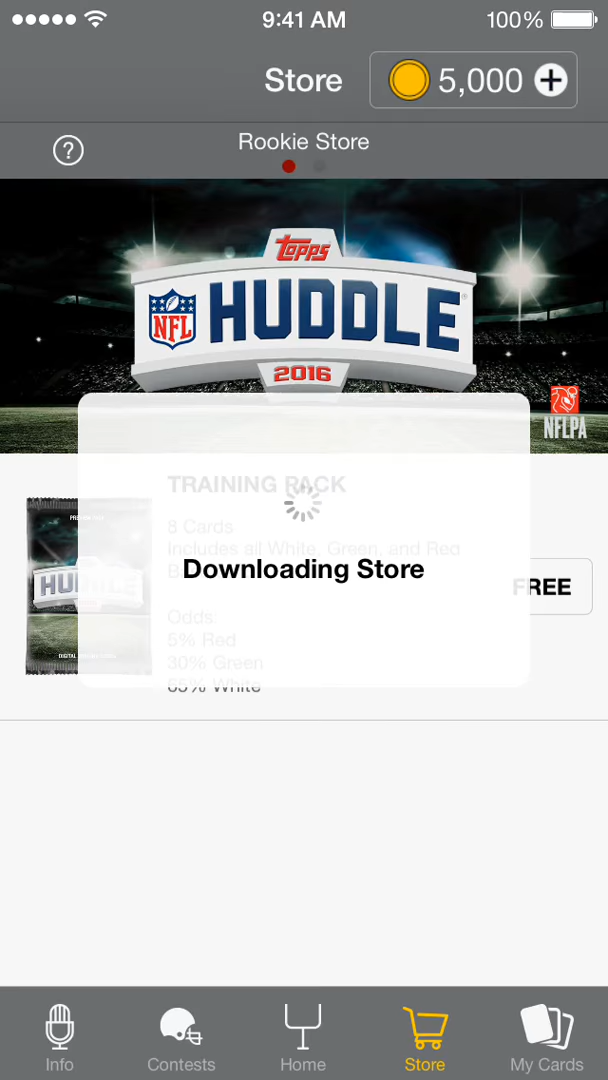 9:41 AM
100%
Store
5,000
?
Rookie Store
Topps
NFL HUDDLE
2016
NFLPA
TRAINING PACK
8 Cards
Includes all White, Green, and Red
Downloading Store
FREE
Odds:
5% Red
30% Green
65% White
HUDDLE
Info
Contests
Home
Store
My Cards